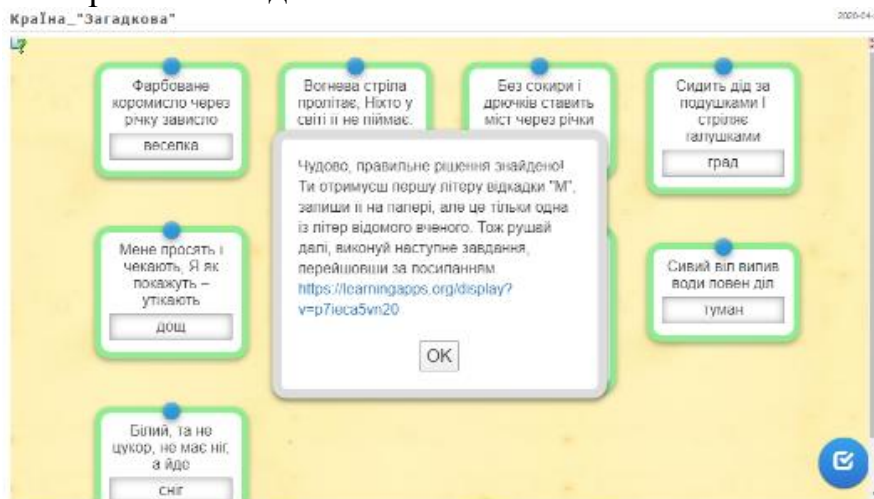 Країна_"Загадкова"
Фарбоване
коромисло через
річку зависло
веселка
Вогнева стріла
пролітає, Ніхто у
світі її не піймає.
Без сокири і
дрючків ставить
міст через річки
Сидить дід за
подушками І
стріляє
галушками
град
Чудово, правильне рішення знайдено!
Ти отримуєш першу літеру відкадки "М",
запиши її на папері, але це тільки одна
із літер відомого вченого. Тож рушай
далі, виконуй наступне завдання,
перейшовши за посиланням.
https://learningapps.org/display?
v=p7ieca5vn20
OK
Мене просять і
чекають, Я як
покажусь –
утікають
дощ
Сивий віл випив
води повен діл
туман
Білий, та не
цукор, не має ніг,
а йде
сніг